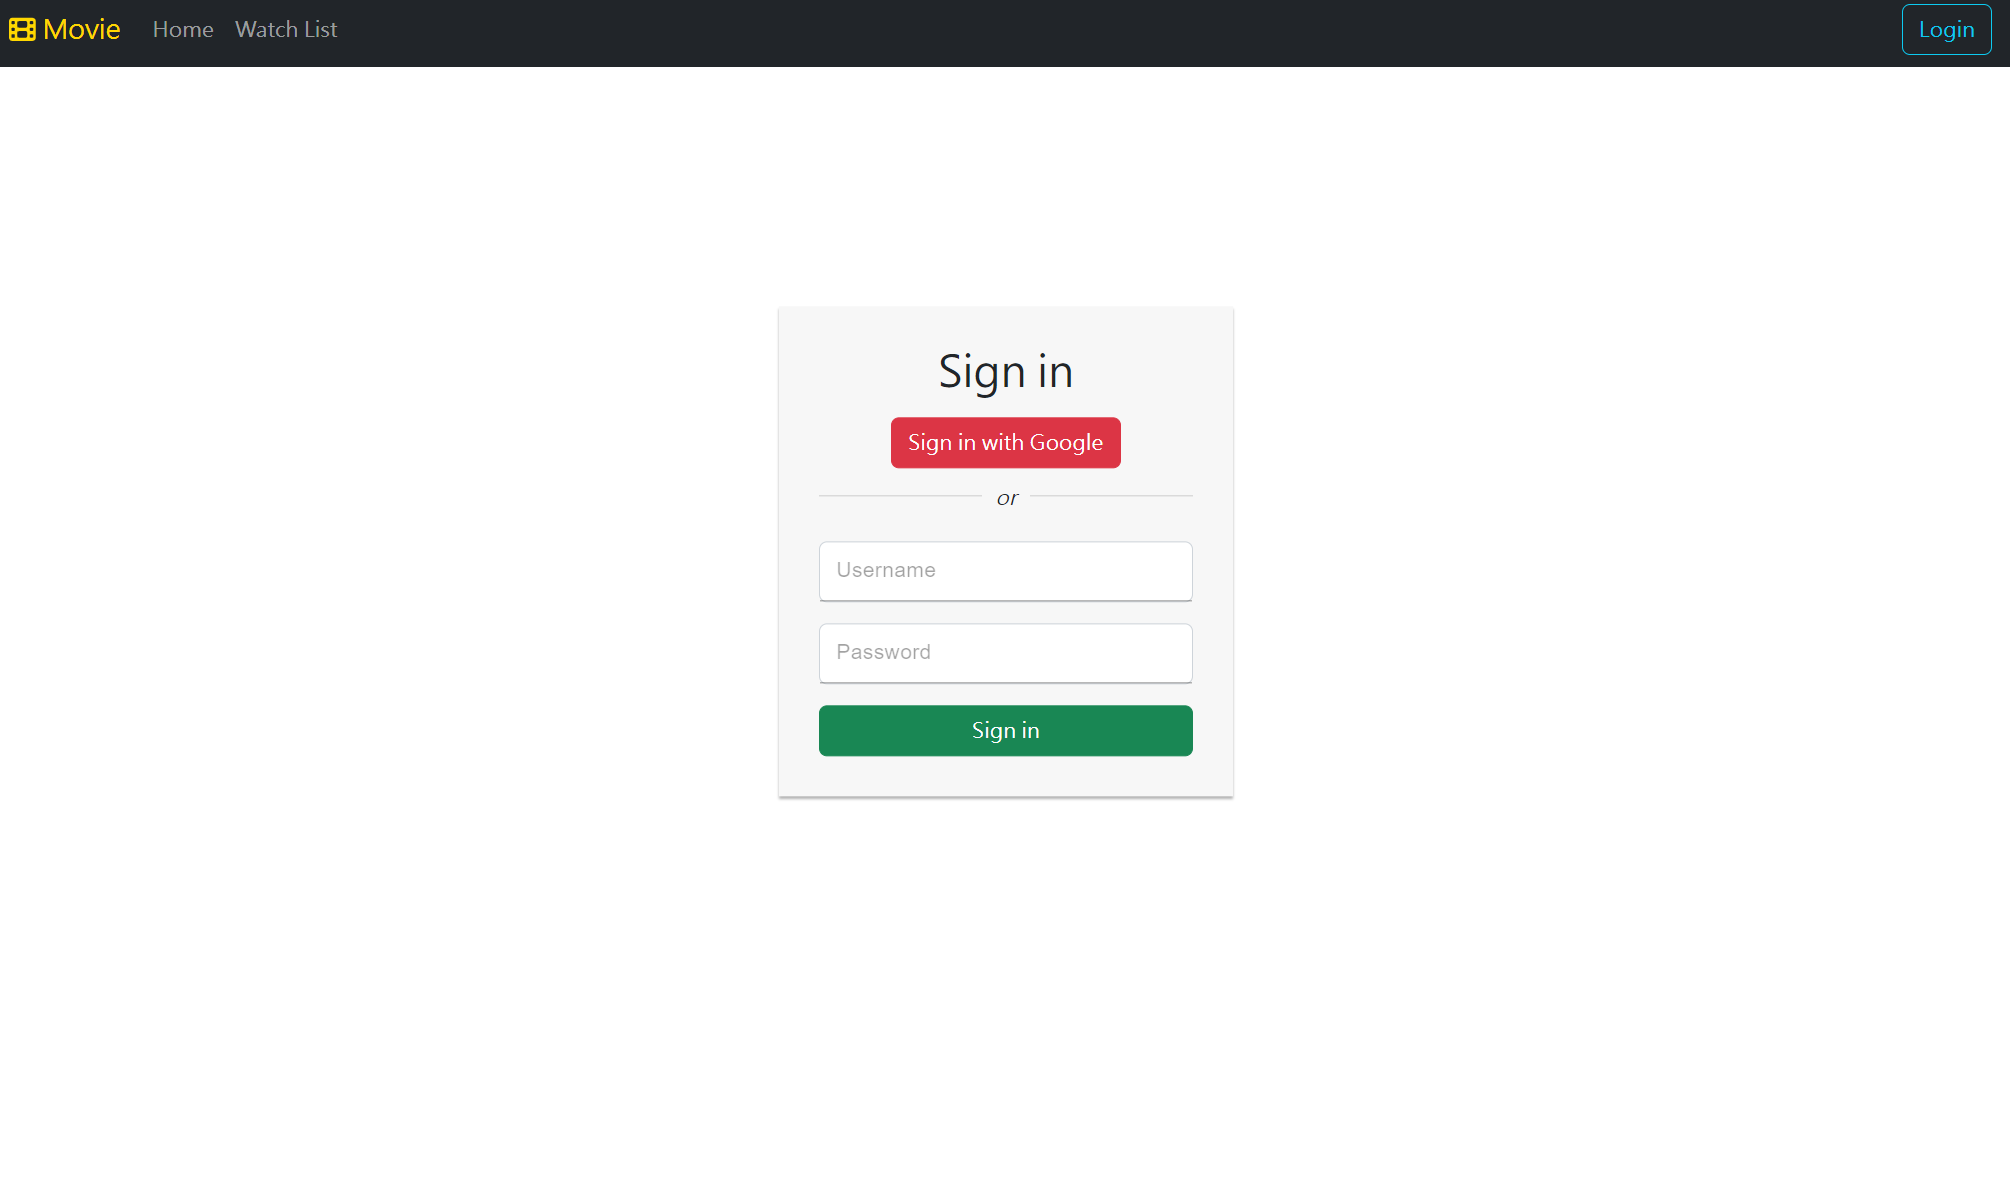 Movie Home Watch List Login
Sign in
Sign in with Google
or
Username
Password
Sign in